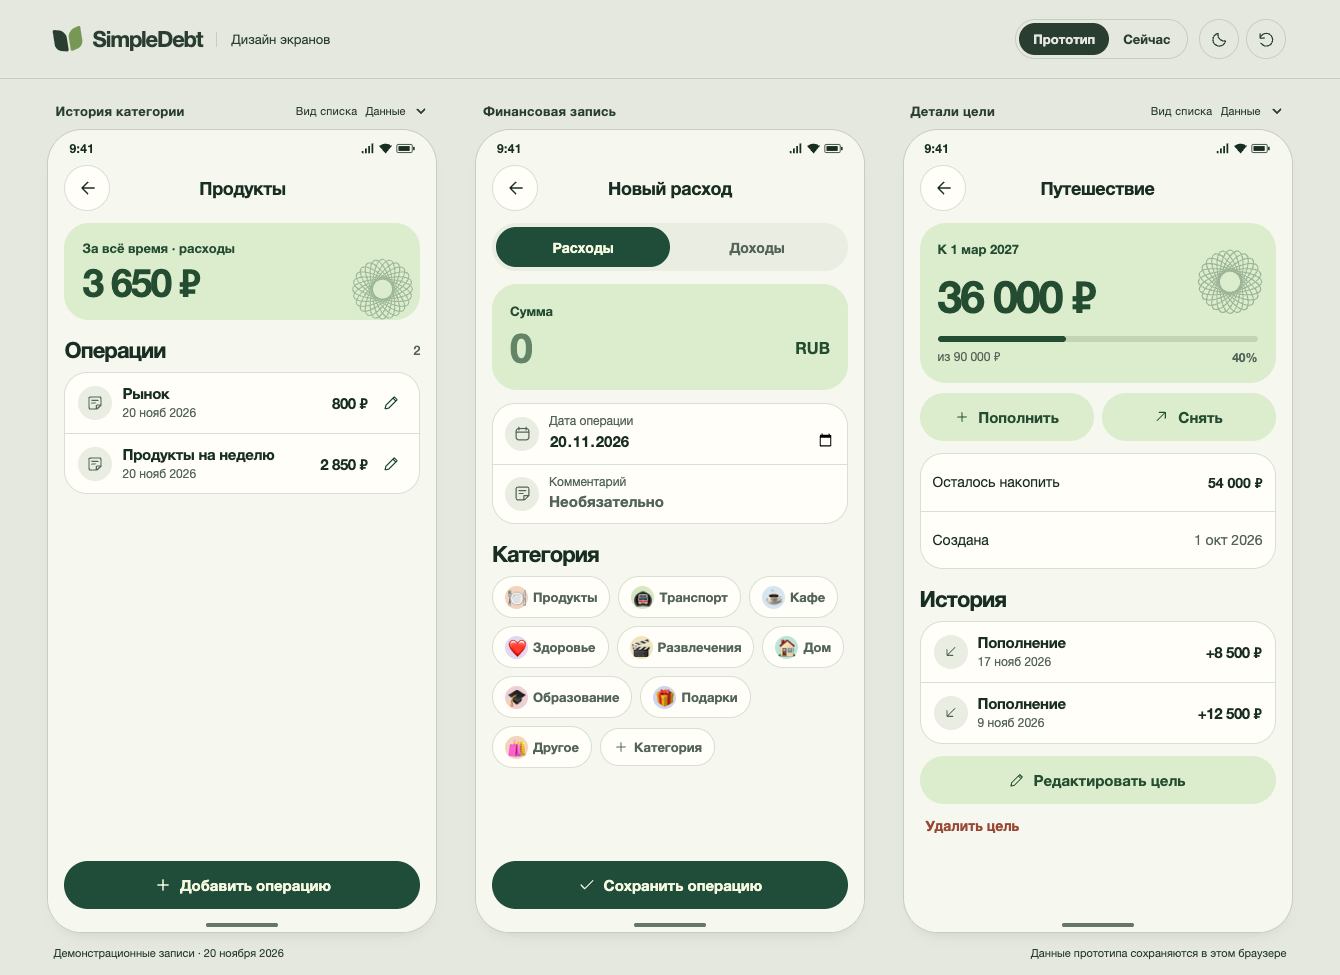 SimpleDebt
Дизайн экранов
Прототип
Сейчас
История категории
Вид списка Данные
9:41
Продукты
За всё время · расходы
3 650 ₽
Операции
2
Рынок
20 нояб 2026
800 ₽
Продукты на неделю
20 нояб 2026
2 850 ₽
Добавить операцию
Финансовая запись
9:41
Новый расход
Расходы
Доходы
Сумма
0
RUB
Дата операции
20.11.2026
Комментарий
Необязательно
Категория
Продукты
Транспорт
Кафе
Здоровье
Развлечения
Дом
Образование
Подарки
Другое
+ Категория
Сохранить операцию
Детали цели
Вид списка Данные
9:41
Путешествие
К 1 мар 2027
36 000 ₽
из 90 000 ₽
40%
+ Пополнить
Снять
Осталось накопить
54 000 ₽
Создана
1 окт 2026
История
Пополнение
17 нояб 2026
+8 500 ₽
Пополнение
9 нояб 2026
+12 500 ₽
Редактировать цель
Удалить цель
Демонстрационные записи · 20 ноября 2026
Данные прототипа сохраняются в этом браузере